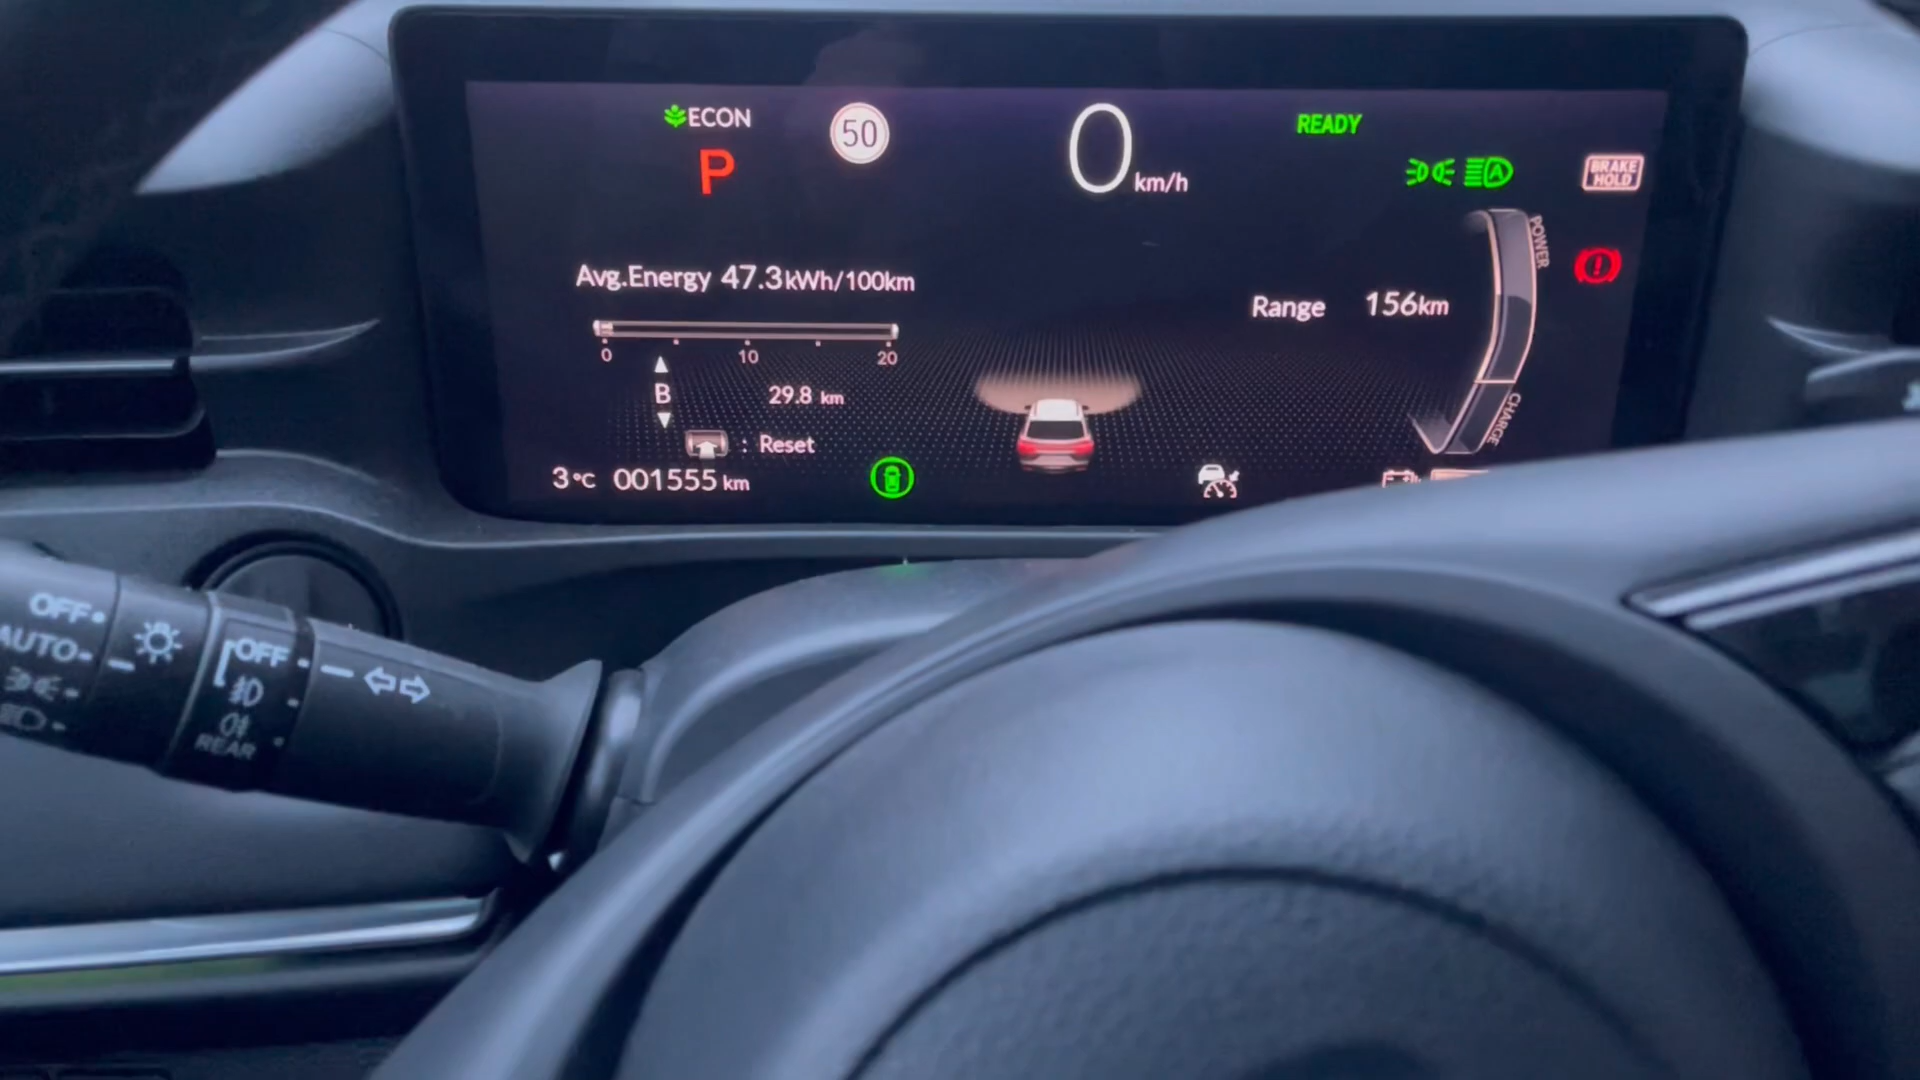 ECON
50
0 km/h
READY
P
A
BRAKE
HOLD
POWER
Avg.Energy 47.3kWh/100km
Range 156km
0 10 20
B 29.8 km
: Reset
CHARGE
3°C 001555 km
OFF
AUTO
OFF
REAR